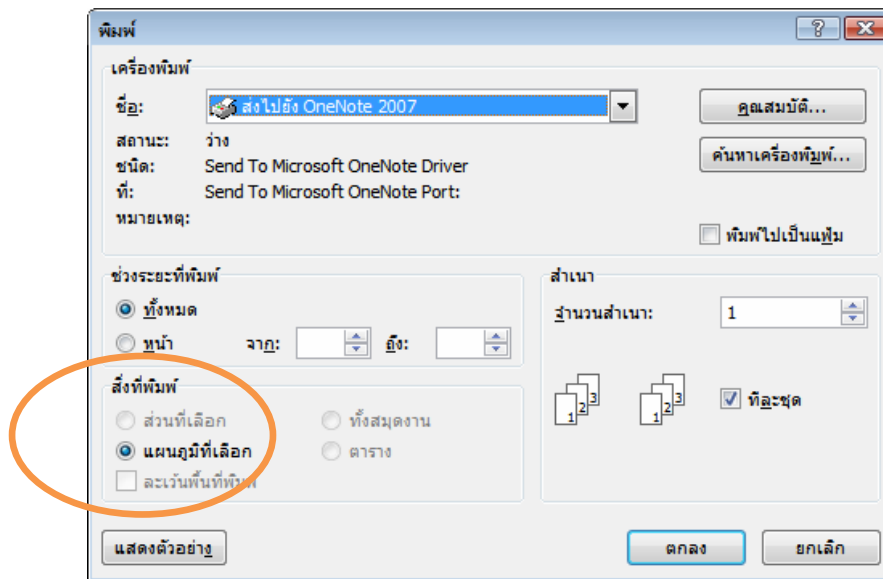 พิมพ์
เครื่องพิมพ์
ชื่อ: ส่งไปยัง OneNote 2007 คุณสมบัติ...
สถานะ: ว่าง
ชนิด: Send To Microsoft OneNote Driver ค้นหาเครื่องพิมพ์...
ที่: Send To Microsoft OneNote Port:
หมายเหตุ:
พิมพ์ไปเป็นแฟ้ม
ช่วงระยะที่พิมพ์ สำเนา
ทั้งหมด จำนวนสำเนา: 1
หน้า จาก: ถึง:
สิ่งที่พิมพ์
ส่วนที่เลือก ทั้งสมุดงาน 1 2 3 1 2 3 ทีละชุด
แผนภูมิที่เลือก ตาราง
ละเว้นพื้นที่พิมพ์
แสดงตัวอย่าง ตกลง ยกเลิก